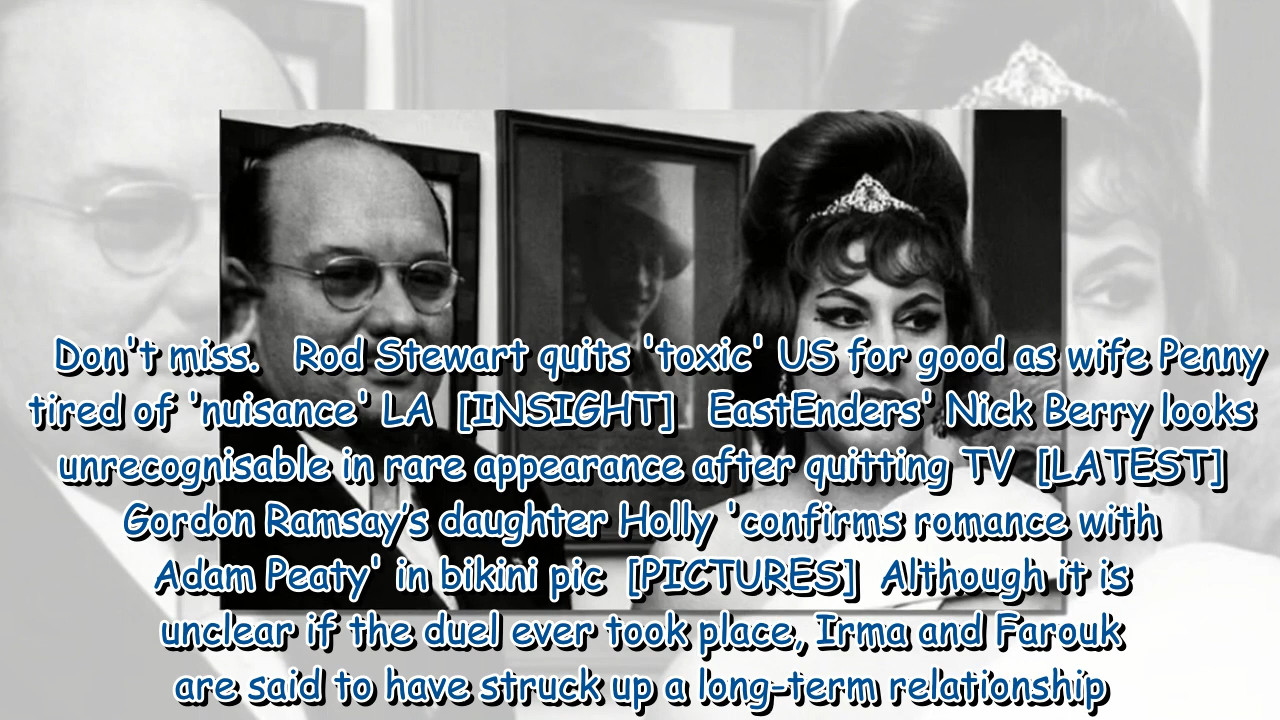 Don't miss. Rod Stewart quits 'toxic' US for good as wife Penny
tired of 'nuisance' LA [INSIGHT] EastEnders' Nick Berry looks
unrecognisable in rare appearance after quitting TV [LATEST]
Gordon Ramsay’s daughter Holly 'confirms romance with
Adam Peaty' in bikini pic [PICTURES] Although it is
unclear if the duel ever took place, Irma and Farouk
are said to have struck up a long-term relationship